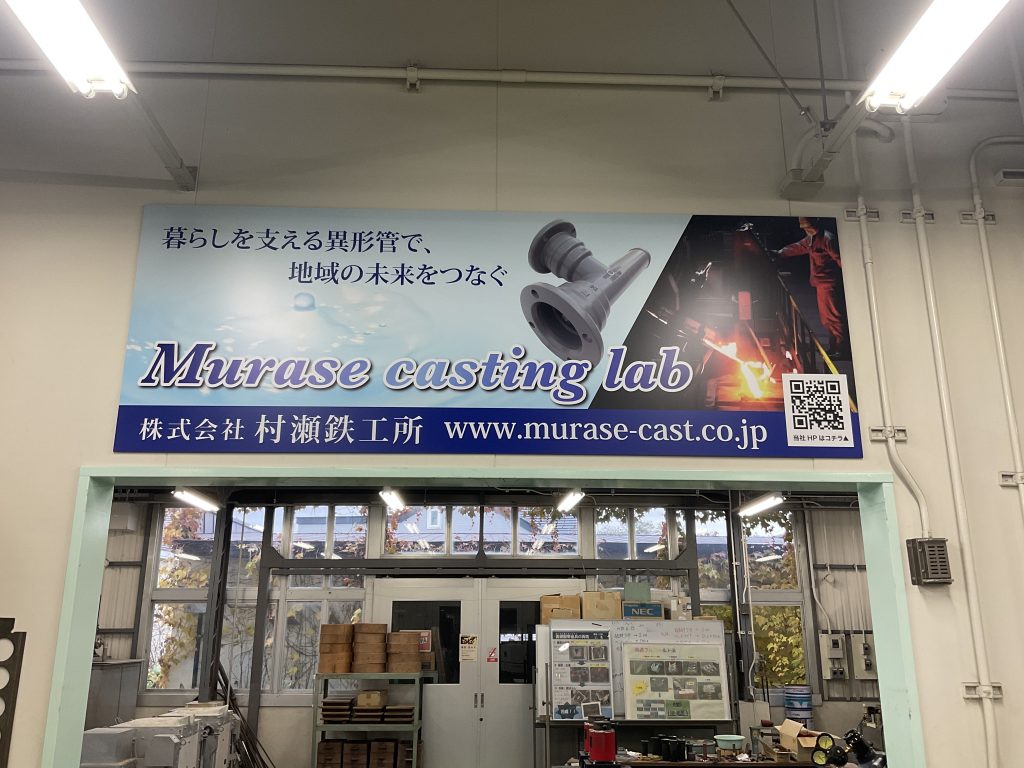 暮らしを支える異形管で、
地域の未来をつなぐ
Murase casting lab
株式会社 村瀬鉄工所 www.murase-cast.co.jp
当社HPはコチラ▲
NEC